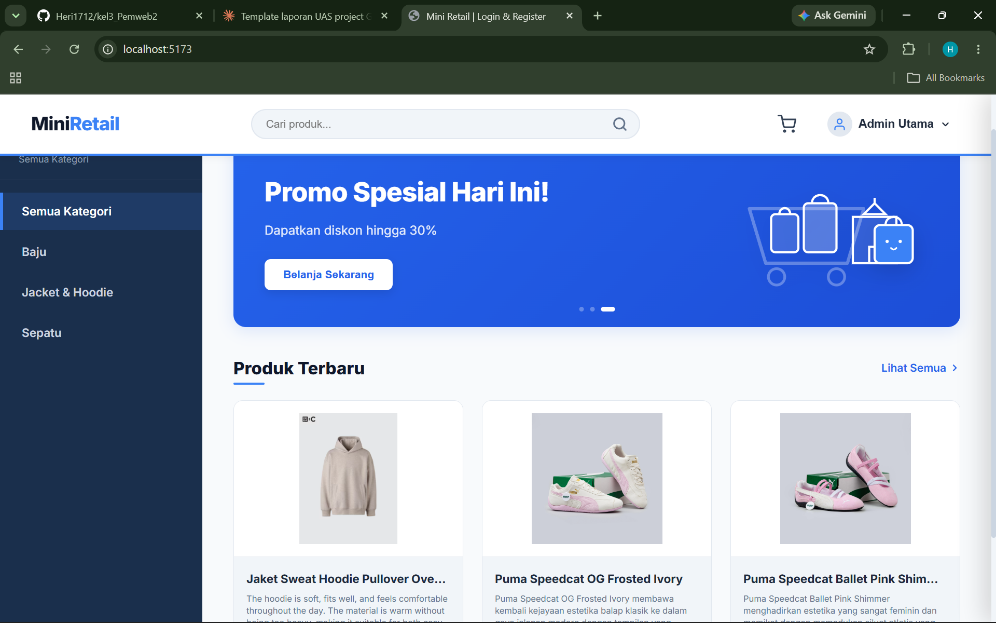 Heri1712/kel3_Pemweb2
Template laporan UAS project C
Mini Retail | Login & Register
Ask Gemini
localhost:5173
H
All Bookmarks
MiniRetail
Cari produk...
Admin Utama
Semua Kategori
Semua Kategori
Baju
Jacket & Hoodie
Sepatu
Promo Spesial Hari Ini!
Dapatkan diskon hingga 30%
Belanja Sekarang
Produk Terbaru
Lihat Semua
Jaket Sweat Hoodie Pullover Ove...
The hoodie is soft, fits well, and feels comfortable
throughout the day. The material is warm without
Puma Speedcat OG Frosted Ivory
Puma Speedcat OG Frosted Ivory membawa
kembali kejayaan estetika balap klasik ke dalam
Puma Speedcat Ballet Pink Shim...
Puma Speedcat Ballet Pink Shimmer
menghadirkan estetika yang sangat feminin dan